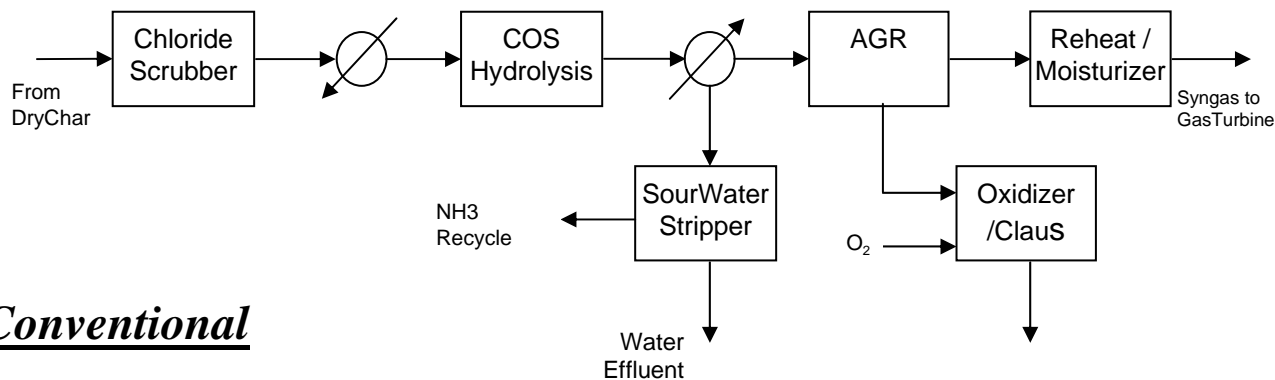 Chloride
Scrubber
COS
Hydrolysis
AGR
Reheat /
Moisturizer
From
DryChar
Syngas to
GasTurbine
SourWater
Stripper
NH3
Recycle
Oxidizer
/Claus
O₂
Conventional
Water
Effluent